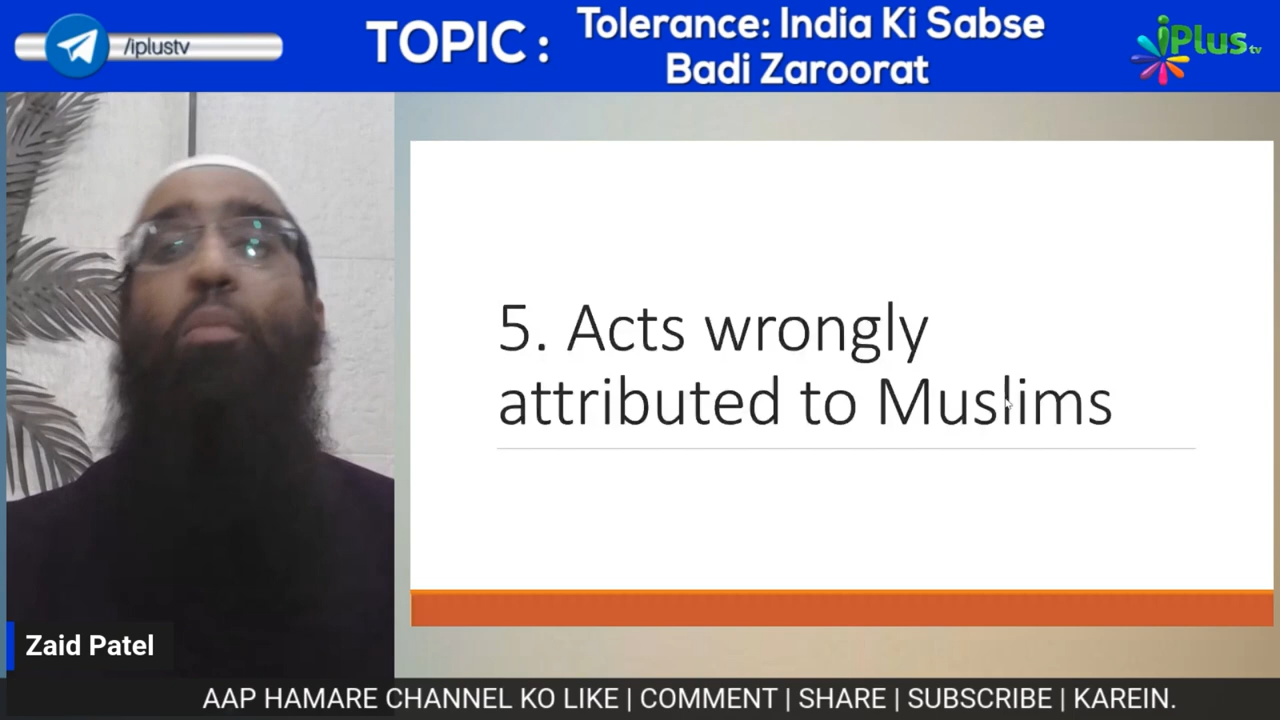 /iplustv
TOPIC :
Tolerance: India Ki Sabse
Badi Zaroorat
iPlus tv
5. Acts wrongly
attributed to Muslims
Zaid Patel
AAP HAMARE CHANNEL KO LIKE | COMMENT | SHARE | SUBSCRIBE | KAREIN.